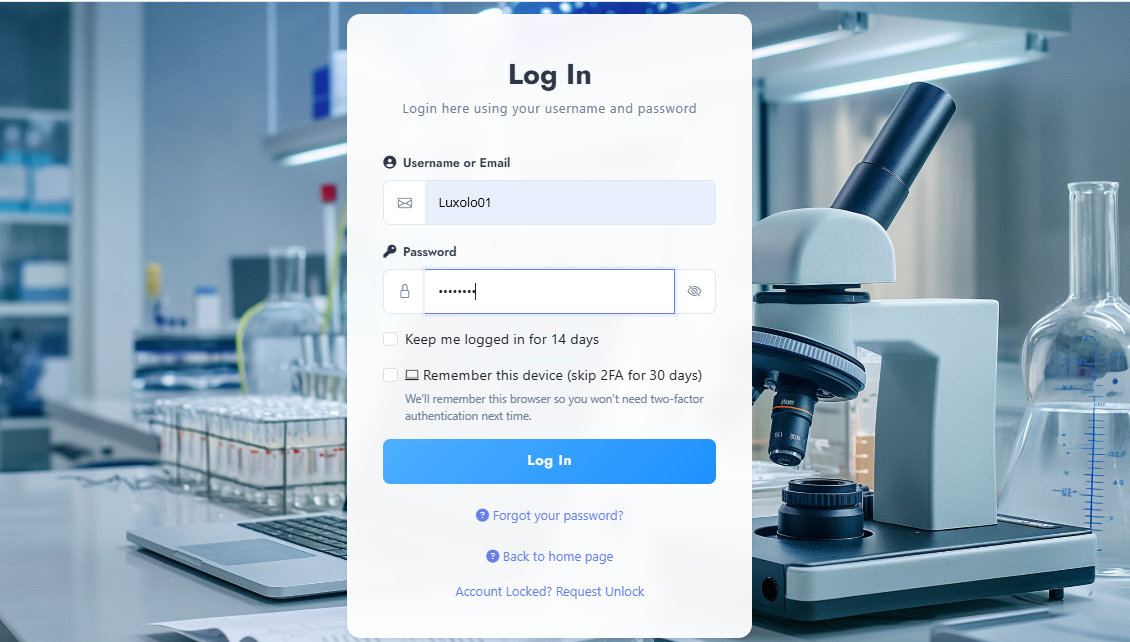 Log In
Login here using your username and password
Username or Email
Luxolo01
Password
••••••••
Keep me logged in for 14 days
Remember this device (skip 2FA for 30 days)
We'll remember this browser so you won't need two-factor
authentication next time.
Log In
Forgot your password?
Back to home page
Account Locked? Request Unlock